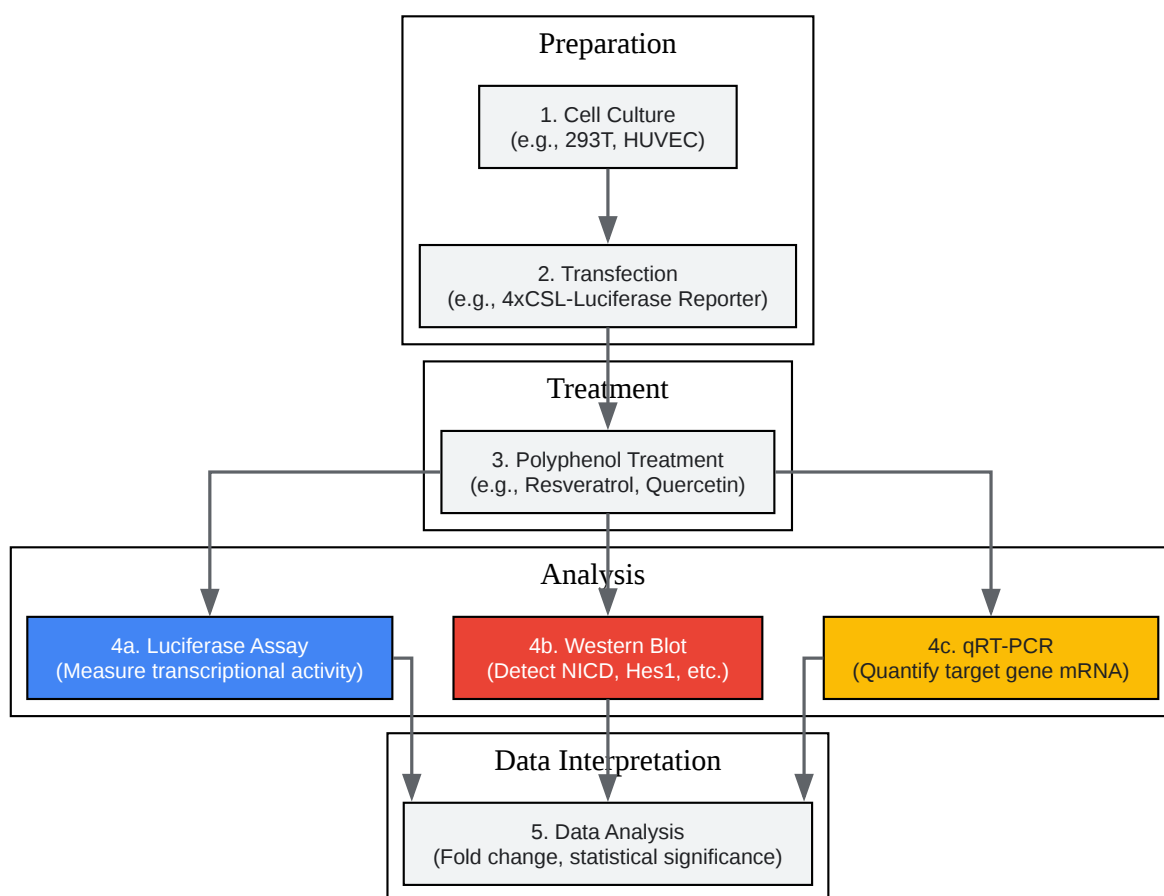 Preparation
1. Cell Culture
(e.g., 293T, HUVEC)
2. Transfection
(e.g., 4xCSL-Luciferase Reporter)
Treatment
3. Polyphenol Treatment
(e.g., Resveratrol, Quercetin)
Analysis
4a. Luciferase Assay
(Measure transcriptional activity)
4b. Western Blot
(Detect NICD, Hes1, etc.)
4c. qRT-PCR
(Quantify target gene mRNA)
Data Interpretation
5. Data Analysis
(Fold change, statistical significance)